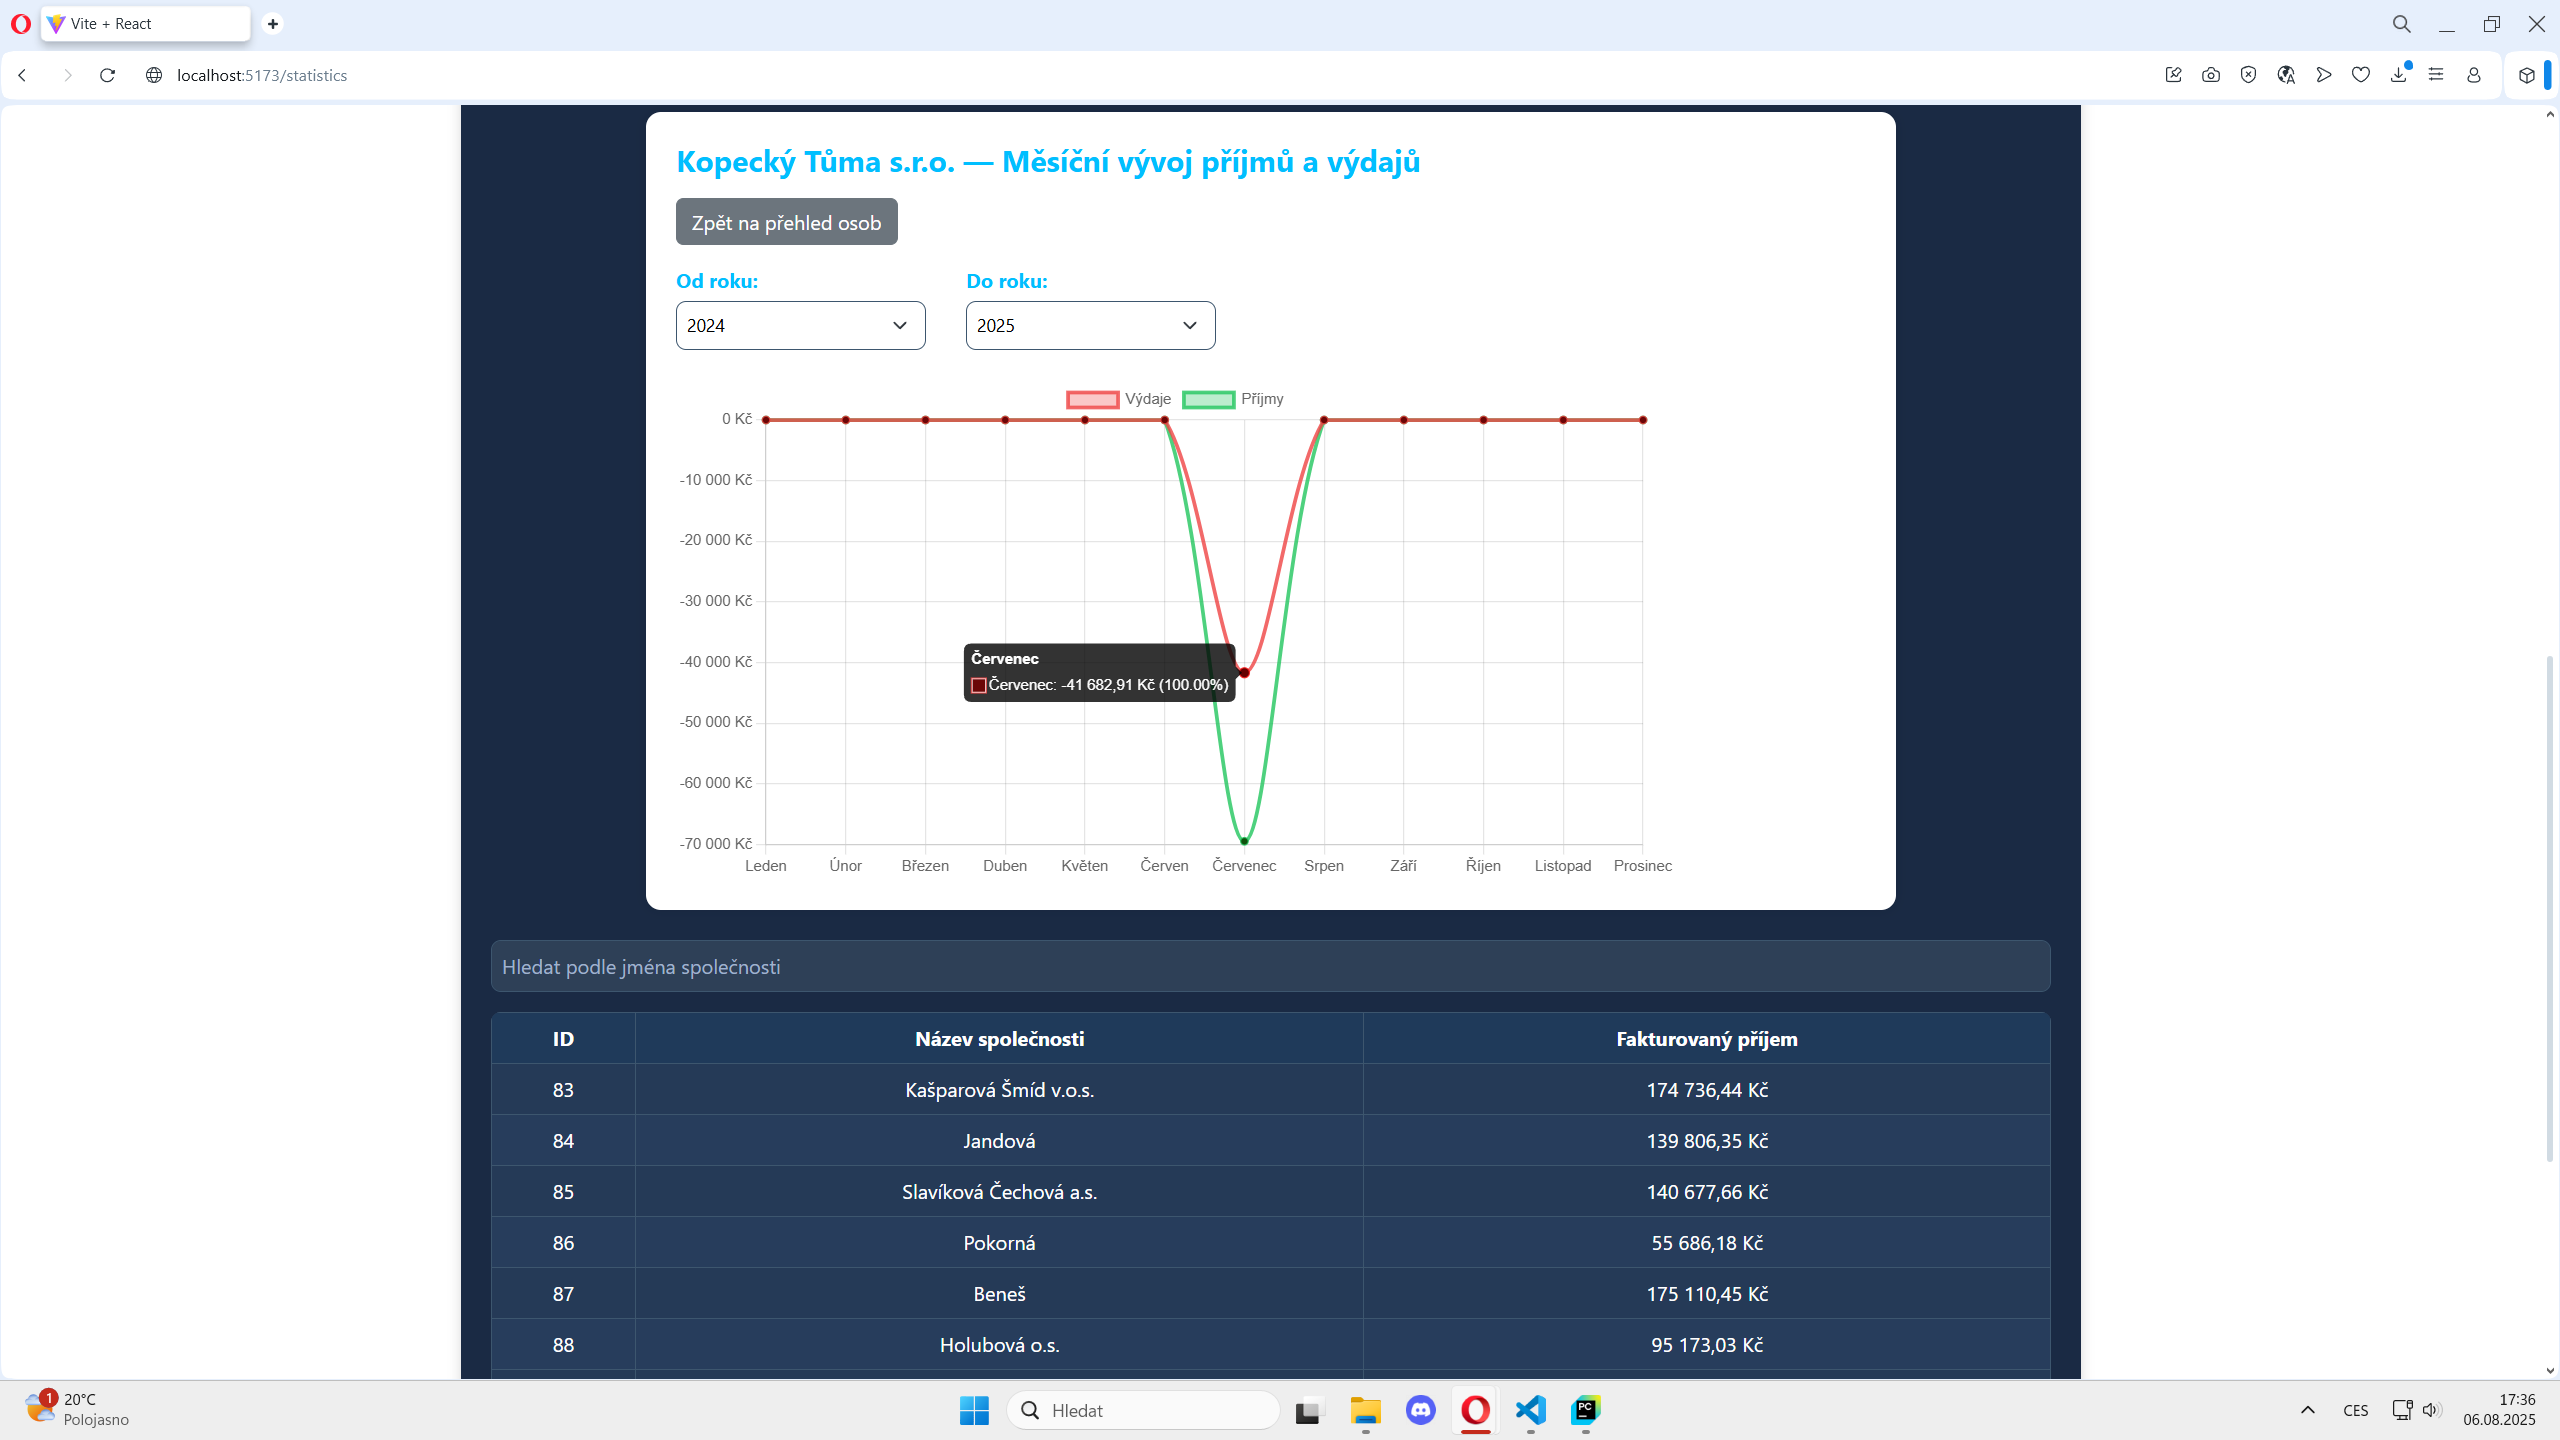 Vite + React
localhost:5173/statistics
Kopecký Tůma s.r.o. — Měsíční vývoj příjmů a výdajů
Zpět na přehled osob
Od roku:
Do roku:
2024
2025
Výdaje
Příjmy
0 Kč
-10 000 Kč
-20 000 Kč
-30 000 Kč
-40 000 Kč
-50 000 Kč
-60 000 Kč
-70 000 Kč
Červenec
Červenec: -41 682,91 Kč (100.00%)
Leden Únor Březen Duben Květen Červen Červenec Srpen Září Říjen Listopad Prosinec
Hledat podle jména společnosti
ID Název společnosti Fakturovaný příjem
83 Kašparová Šmíd v.o.s. 174 736,44 Kč
84 Jandová 139 806,35 Kč
85 Slavíková Čechová a.s. 140 677,66 Kč
86 Pokorná 55 686,18 Kč
87 Beneš 175 110,45 Kč
88 Holubová o.s. 95 173,03 Kč
1
20°C
Polojasno
Hledat
PC
CES
17:36
06.08.2025